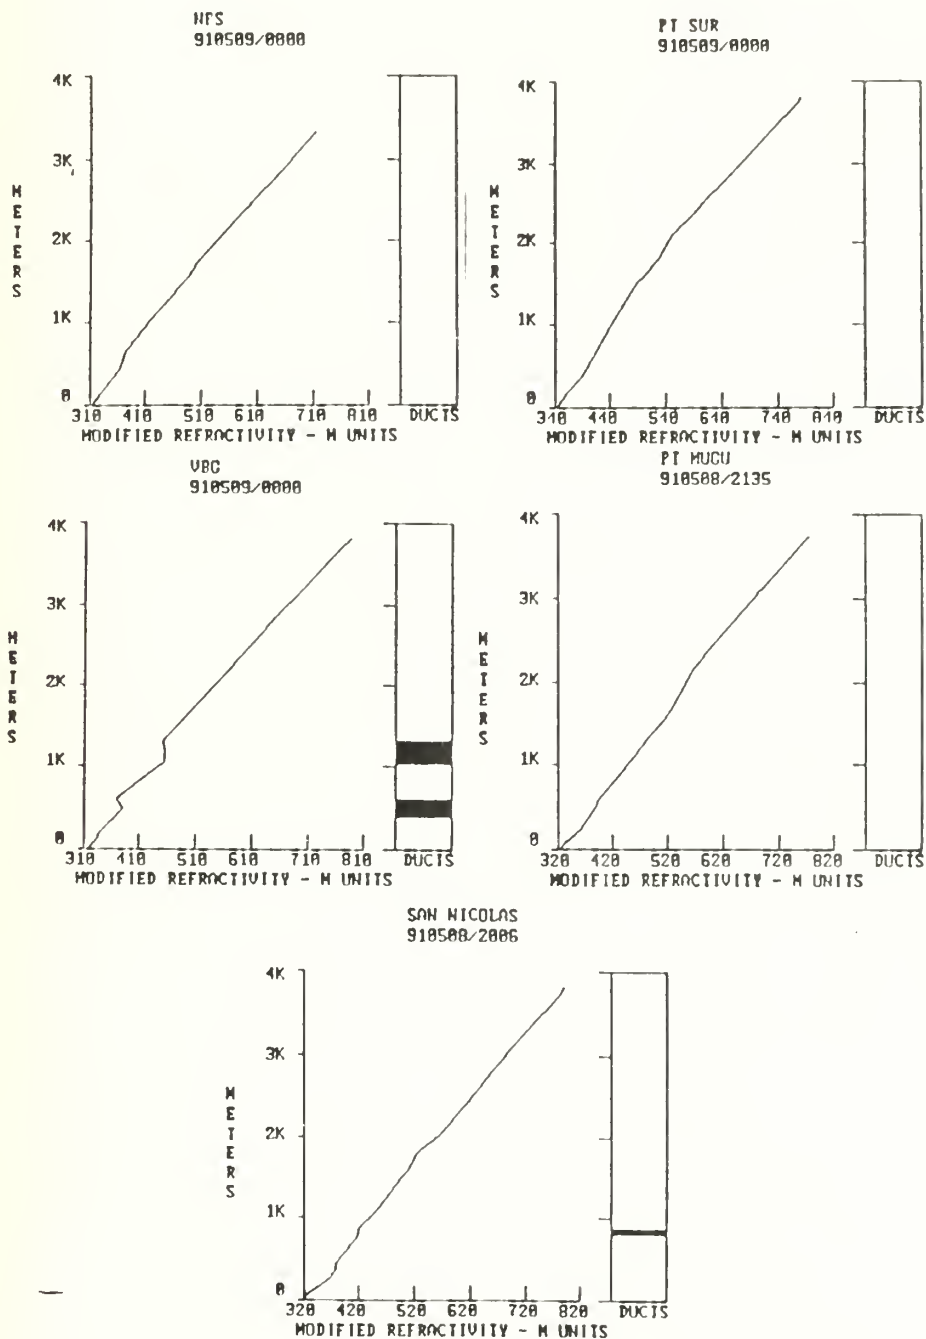 NPS
910509/0000
4K
3K
2K
1K
0
METERS
310 410 510 610 710 810 DUCTS
MODIFIED REFRACTIVITY - M UNITS
PT SUR
910509/0000
4K
3K
2K
1K
0
METERS
310 440 510 640 740 840 DUCTS
MODIFIED REFRACTIVITY - M UNITS
VBG
910509/0000
4K
3K
2K
1K
0
METERS
310 410 510 610 710 810 DUCTS
MODIFIED REFRACTIVITY - M UNITS
PT MUGU
910508/2135
4K
3K
2K
1K
0
METERS
320 420 520 620 720 820 DUCTS
MODIFIED REFRACTIVITY - M UNITS
SAN NICOLAS
910508/2006
4K
3K
2K
1K
0
METERS
320 420 520 620 720 820 DUCTS
MODIFIED REFRACTIVITY - M UNITS